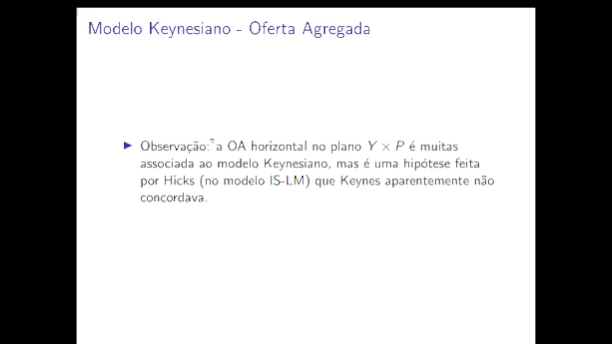 Modelo Keynesiano - Oferta Agregada
Observação: a OA horizontal no plano Y × P é muitas
associada ao modelo Keynesiano, mas é uma hipótese feita
por Hicks (no modelo IS-LM) que Keynes aparentemente não
concordava.